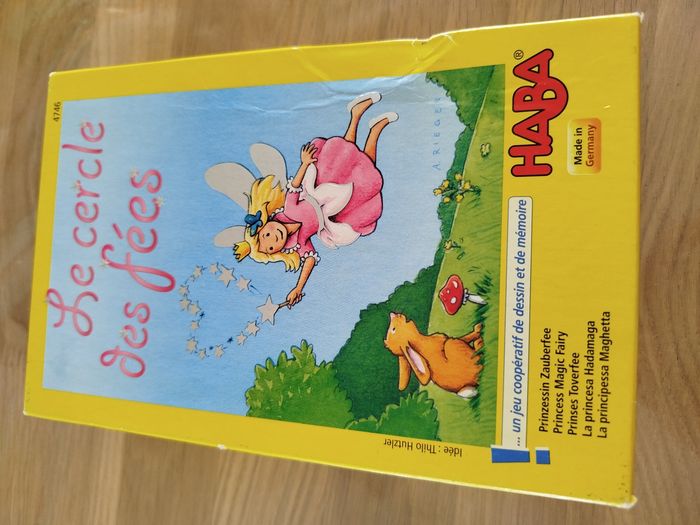 4746
Le cercle
des fées
A. RIEGER
HABA®
Made in
Germany
... un jeu coopératif de dessin et de mémoire
Prinzessin Zauberfee
Princess Magic Fairy
Prinses Toverfee
La princesa Hadamaga
La principessa Maghetta
Idée : Thilo Hutzler